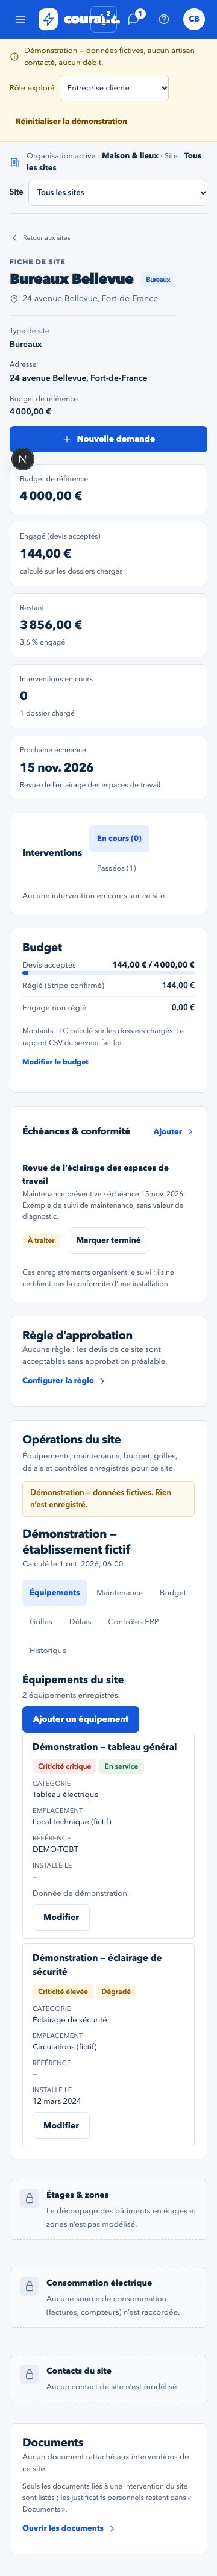 courant.
2
1
CB
Démonstration — données fictives, aucun artisan
contacté, aucun débit.
Rôle exploré
Entreprise cliente
Réinitialiser la démonstration
Organisation active : Maison & lieux · Site : Tous
les sites
Site
Tous les sites
Retour aux sites
FICHE DE SITE
Bureaux Bellevue
Bureaux
24 avenue Bellevue, Fort-de-France
Type de site
Bureaux
Adresse
24 avenue Bellevue, Fort-de-France
Budget de référence
4 000,00 €
Nouvelle demande
N
Budget de référence
4 000,00 €
Engagé (devis acceptés)
144,00 €
calculé sur les dossiers chargés
Restant
3 856,00 €
3,6 % engagé
Interventions en cours
0
1 dossier chargé
Prochaine échéance
15 nov. 2026
Revue de l'éclairage des espaces de travail
Interventions
En cours (0)
Passées (1)
Aucune intervention en cours sur ce site.
Budget
Devis acceptés
144,00 € / 4 000,00 €
Réglé (Stripe confirmé)
144,00 €
Engagé non réglé
0,00 €
Montants TTC calculé sur les dossiers chargés. Le
rapport CSV du serveur fait foi.
Modifier le budget
Échéances & conformité
Ajouter
Revue de l'éclairage des espaces de
travail
Maintenance préventive · échéance 15 nov. 2026 ·
Exemple de suivi de maintenance, sans valeur de
diagnostic.
À traiter
Marquer terminé
Ces enregistrements organisent le suivi ; ils ne
certifient pas la conformité d'une installation.
Règle d'approbation
Aucune règle : les devis de ce site sont
acceptables sans approbation préalable.
Configurer la règle
Opérations du site
Équipements, maintenance, budget, grilles,
délais et contrôles enregistrés pour ce site.
Démonstration — données fictives. Rien
n'est enregistré.
Démonstration —
établissement fictif
Calculé le 1 oct. 2026, 06:00
Équipements
Maintenance
Budget
Grilles
Délais
Contrôles ERP
Historique
Équipements du site
2 équipements enregistrés.
Ajouter un équipement
Démonstration — tableau général
Criticité critique
En service
CATÉGORIE
Tableau électrique
EMPLACEMENT
Local technique (fictif)
RÉFÉRENCE
DEMO-TGBT
INSTALLÉ LE
—
Donnée de démonstration.
Modifier
Démonstration — éclairage de
sécurité
Criticité élevée
Dégradé
CATÉGORIE
Éclairage de sécurité
EMPLACEMENT
Circulations (fictif)
RÉFÉRENCE
—
INSTALLÉ LE
12 mars 2024
Modifier
Étages & zones
Le découpage des bâtiments en étages et
zones n'est pas modélisé.
Consommation électrique
Aucune source de consommation
(factures, compteurs) n'est raccordée.
Contacts du site
Aucun contact de site n'est modélisé.
Documents
Aucun document rattaché aux interventions de
ce site.
Seuls les documents liés à une intervention du site
sont listés ; les justificatifs personnels restent dans «
Documents ».
Ouvrir les documents